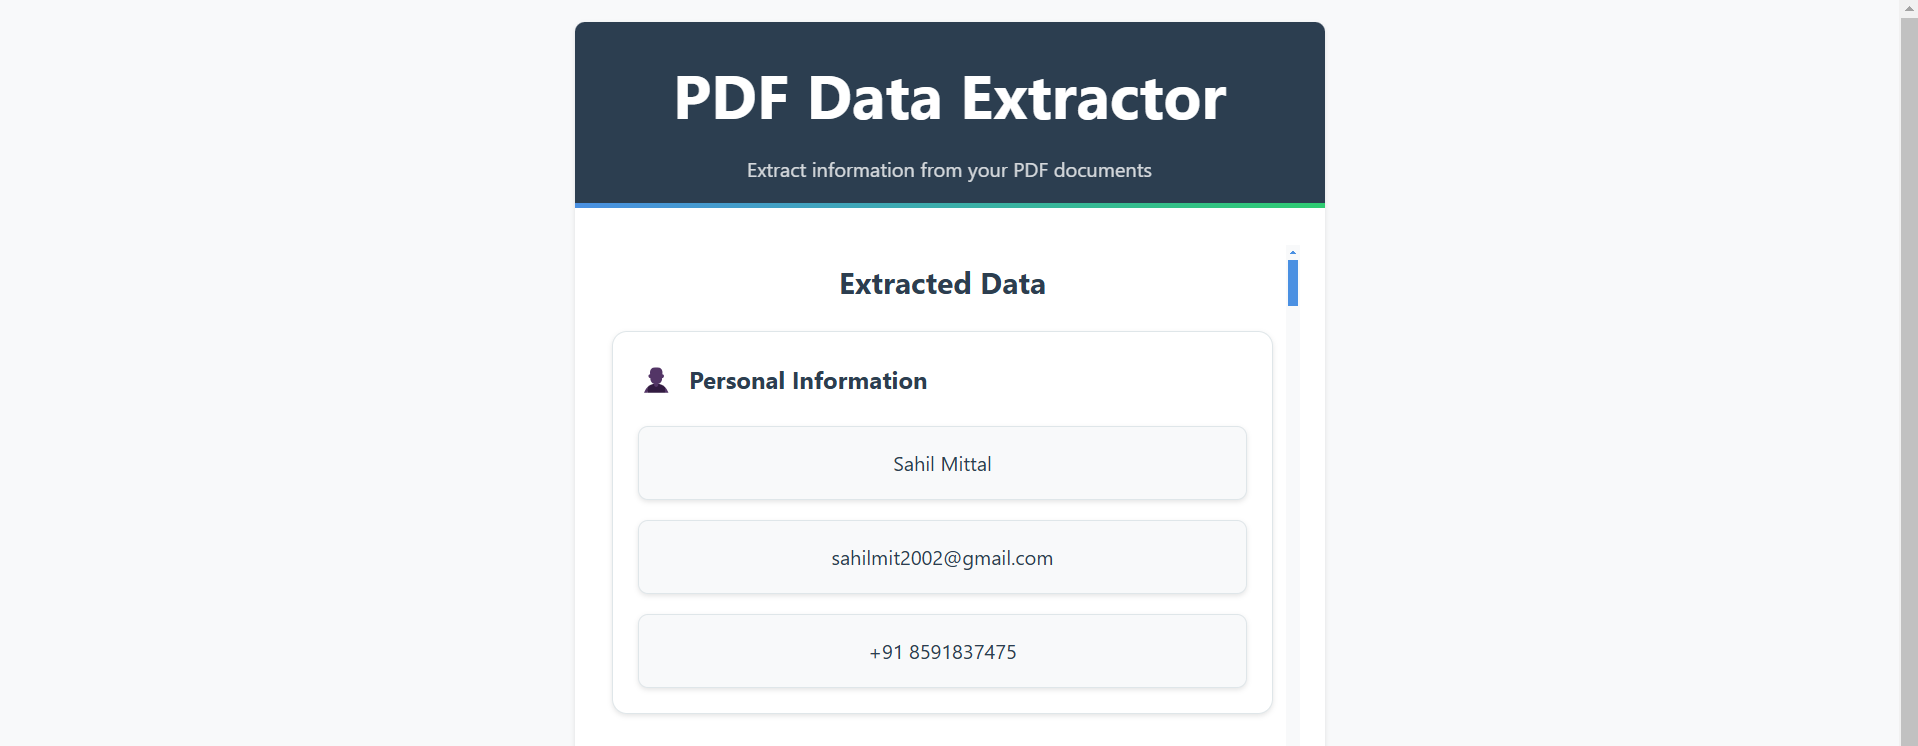 PDF Data Extractor
Extract information from your PDF documents
Extracted Data
Personal Information
Sahil Mittal
sahilmit2002@gmail.com
+91 8591837475